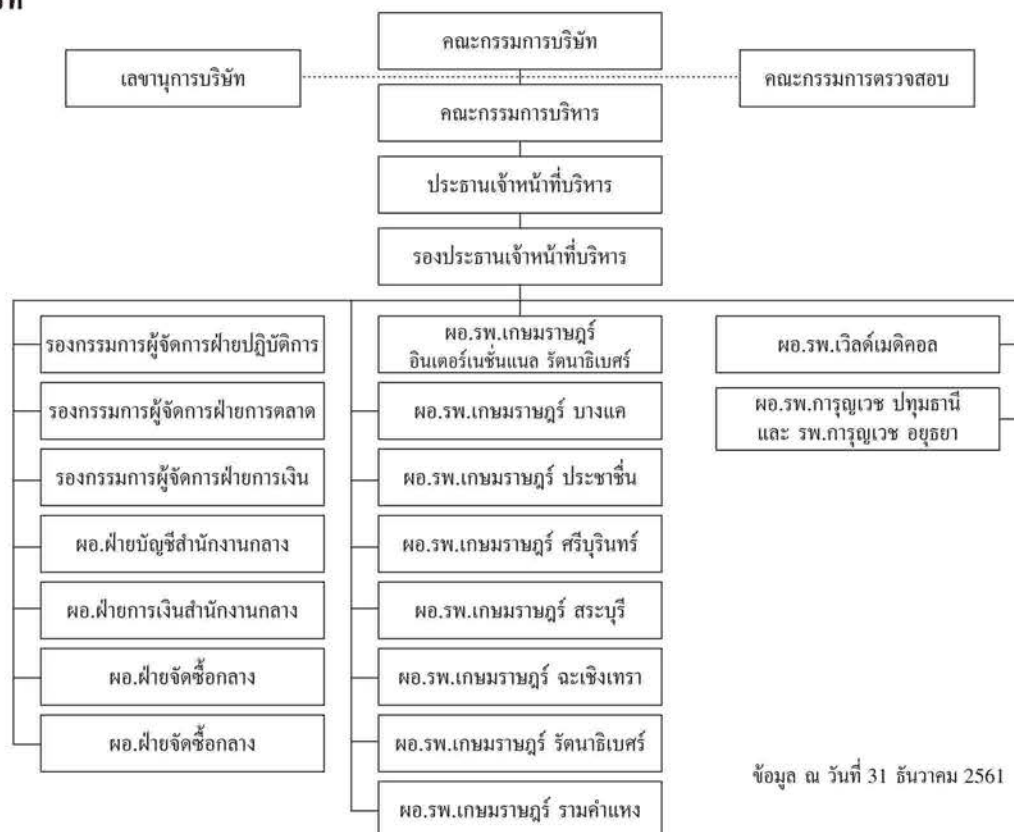 คณะกรรมการบริษัท
เลขานุการบริษัท
คณะกรรมการตรวจสอบ
คณะกรรมการบริหาร
ประธานเจ้าหน้าที่บริหาร
รองประธานเจ้าหน้าที่บริหาร
รองกรรมการผู้จัดการฝ่ายปฏิบัติการ
รองกรรมการผู้จัดการฝ่ายการตลาด
รองกรรมการผู้จัดการฝ่ายการเงิน
ผอ.ฝ่ายบัญชีสำนักงานกลาง
ผอ.ฝ่ายการเงินสำนักงานกลาง
ผอ.ฝ่ายจัดซื้อกลาง
ผอ.ฝ่ายจัดซื้อกลาง
ผอ.รพ.เกษมราษฎร์
อินเตอร์เนชั่นแนล รัตนาธิเบศร์
ผอ.รพ.เกษมราษฎร์ บางแค
ผอ.รพ.เกษมราษฎร์ ประชาชื่น
ผอ.รพ.เกษมราษฎร์ ศรีบุรินทร์
ผอ.รพ.เกษมราษฎร์ สระบุรี
ผอ.รพ.เกษมราษฎร์ ฉะเชิงเทรา
ผอ.รพ.เกษมราษฎร์ รัตนาธิเบศร์
ผอ.รพ.เกษมราษฎร์ รามคำแหง
ผอ.รพ.เวิลด์เมดิคอล
ผอ.รพ.การุญเวช ปทุมธานี
และ รพ.การุญเวช อยุธยา
ข้อมูล ณ วันที่ 31 ธันวาคม 2561